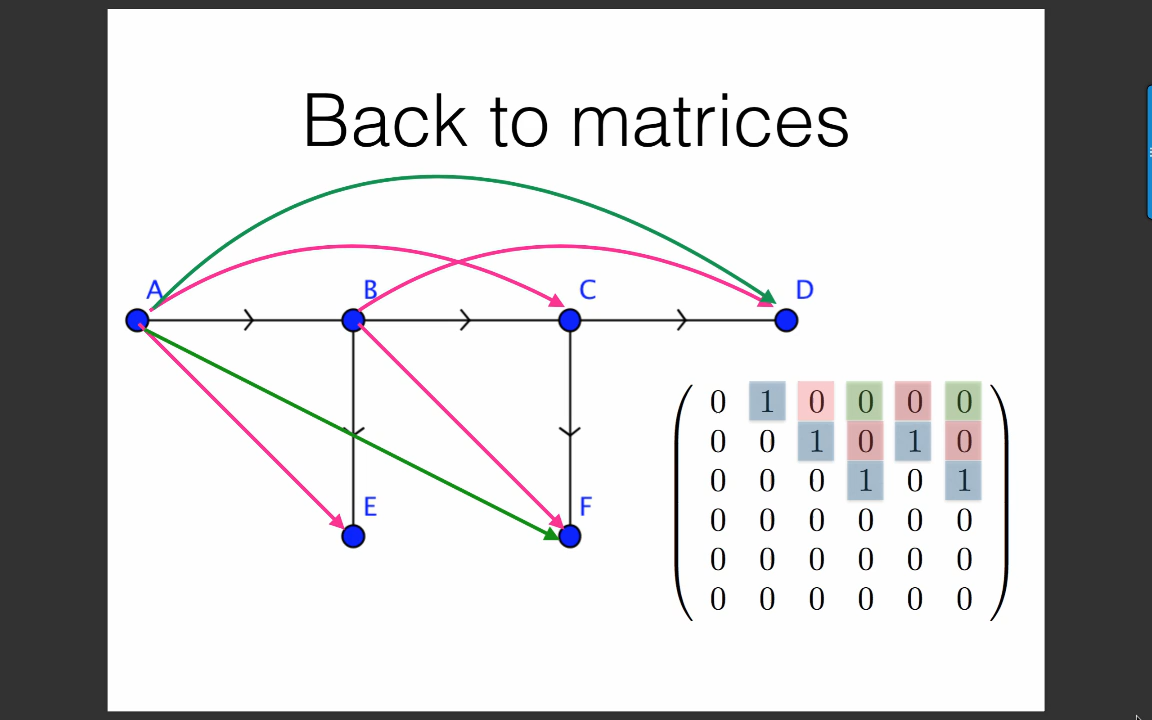 Back to matrices
A B C D
E F
0 1 0 0 0 0
0 0 1 0 1 0
0 0 0 1 0 1
0 0 0 0 0 0
0 0 0 0 0 0
0 0 0 0 0 0